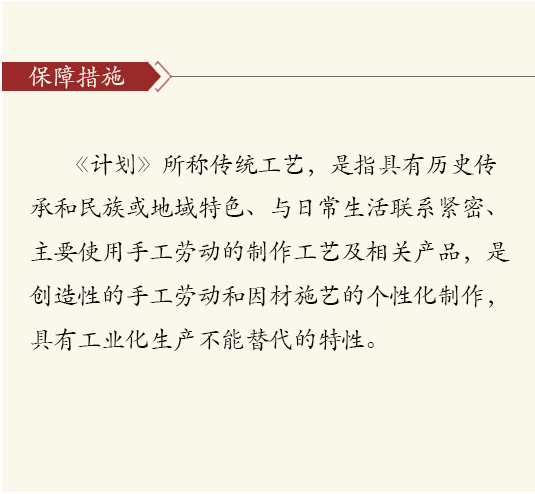 保障措施
《计划》所称传统工艺，是指具有历史传
承和民族或地域特色、与日常生活联系紧密、
主要使用手工劳动的制作工艺及相关产品，是
创造性的手工劳动和因材施艺的个性化制作，
具有工业化生产不能替代的特性。